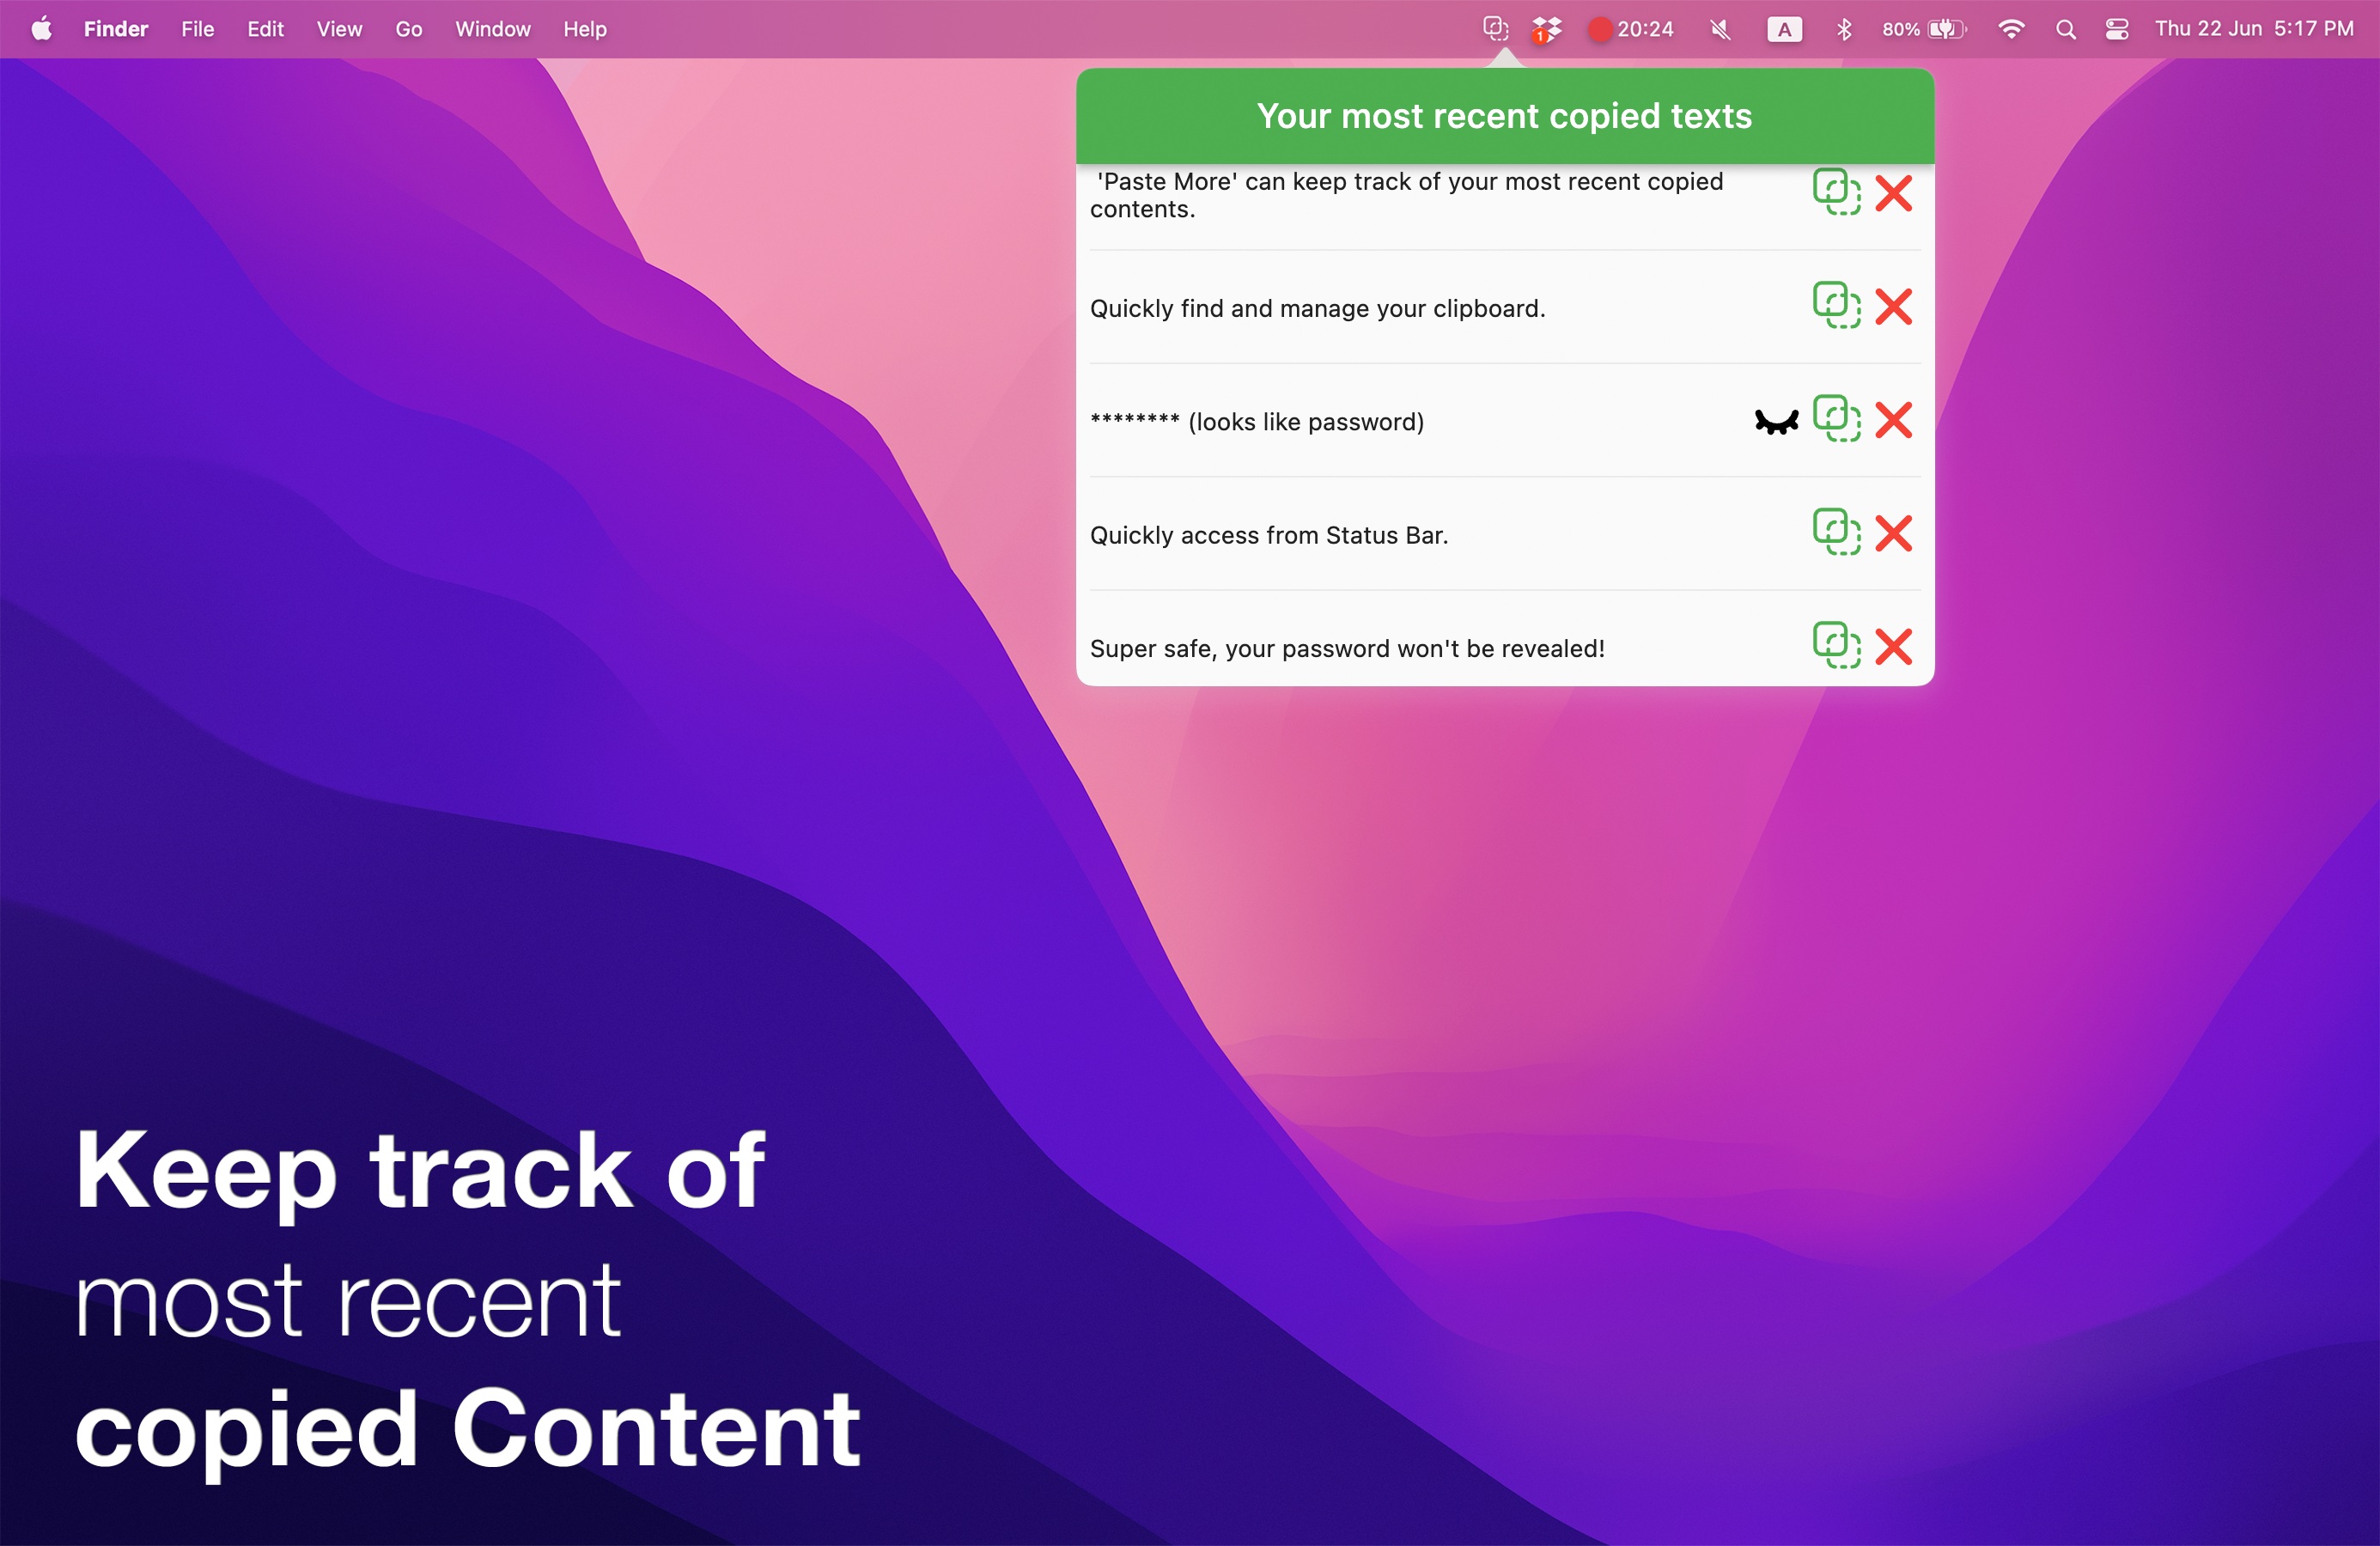 Finder File Edit View Go Window Help 1 20:24 A 80% Thu 22 Jun 5:17 PM
Your most recent copied texts
'Paste More' can keep track of your most recent copied
contents.
Quickly find and manage your clipboard.
******** (looks like password)
Quickly access from Status Bar.
Super safe, your password won't be revealed!
Keep track of
most recent
copied Content